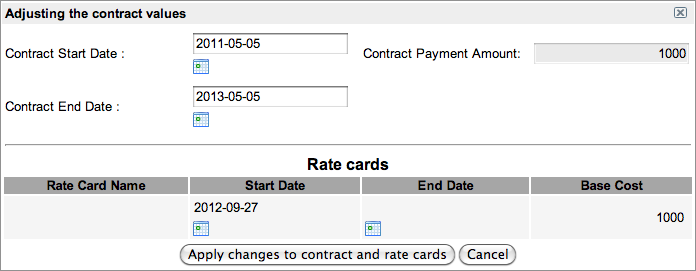 Adjusting the contract values
Contract Start Date : 2011-05-05 Contract Payment Amount: 1000
Contract End Date : 2013-05-05
Rate cards
Rate Card Name Start Date End Date Base Cost
2012-09-27 1000
Apply changes to contract and rate cards Cancel